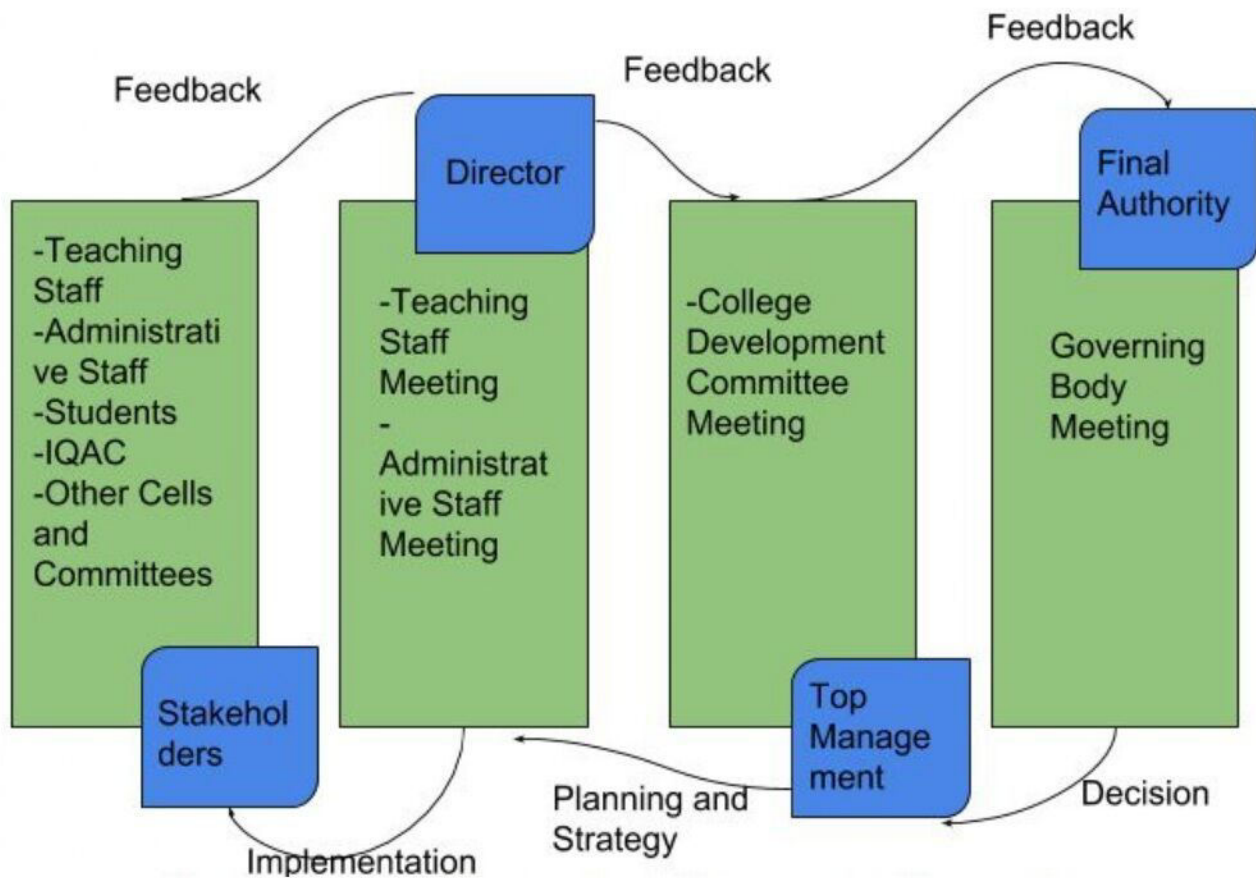 Feedback
Feedback
Feedback
Director
Final
Authority
-Teaching
Staff
-Administrati
ve Staff
-Students
-IQAC
-Other Cells
and
Committees
-Teaching
Staff
Meeting
-
Administrat
ive Staff
Meeting
-College
Development
Committee
Meeting
Governing
Body
Meeting
Stakehol
ders
Top
Manage
ment
Implementation
Planning and
Strategy
Decision